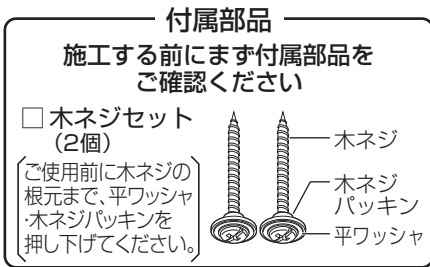 付属部品
施工する前にまず付属部品を
ご確認ください
□ 木ネジセット
(2個)
ご使用前に木ネジの
根元まで、平ワッシャ
・木ネジパッキンを
押し下げてください。
木ネジ
木ネジ
パッキン
平ワッシャ